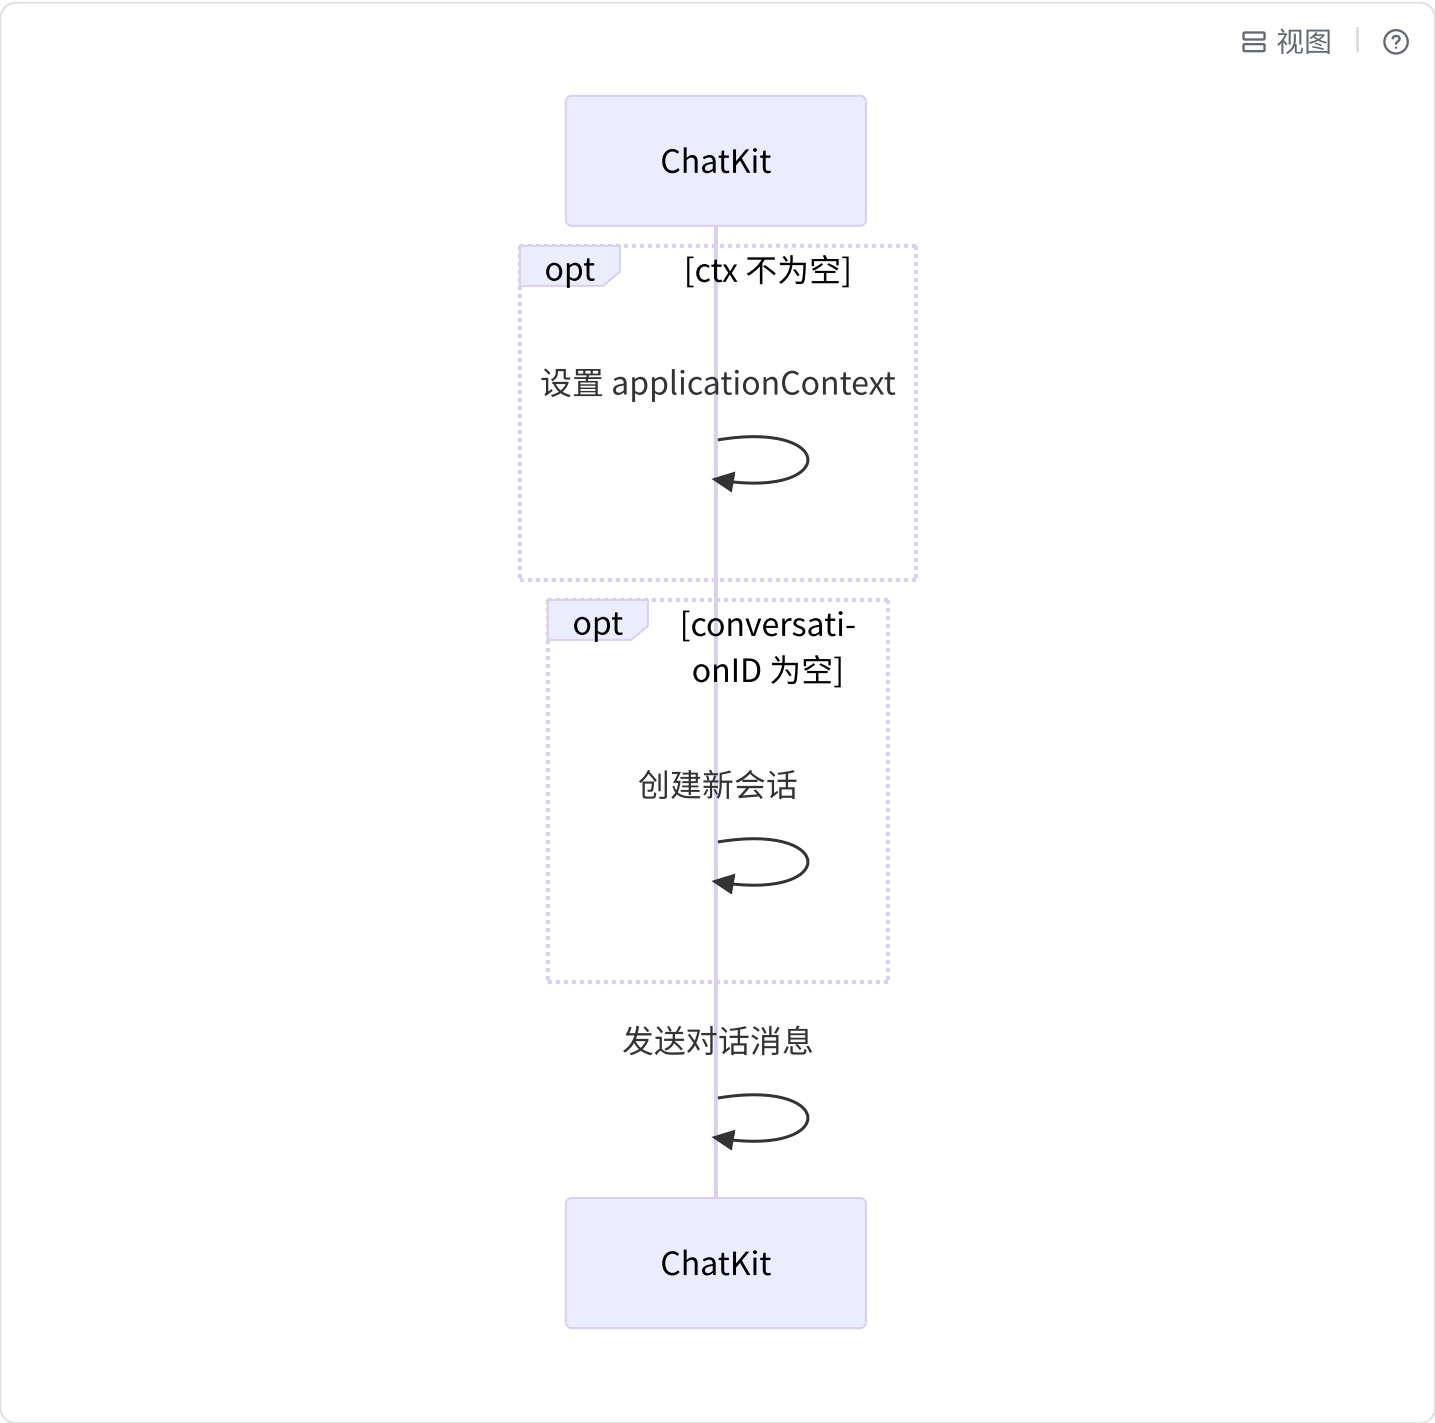 视图
ChatKit
opt [ctx 不为空]
设置 applicationContext
opt [conversati-
onID 为空]
创建新会话
发送对话消息
ChatKit